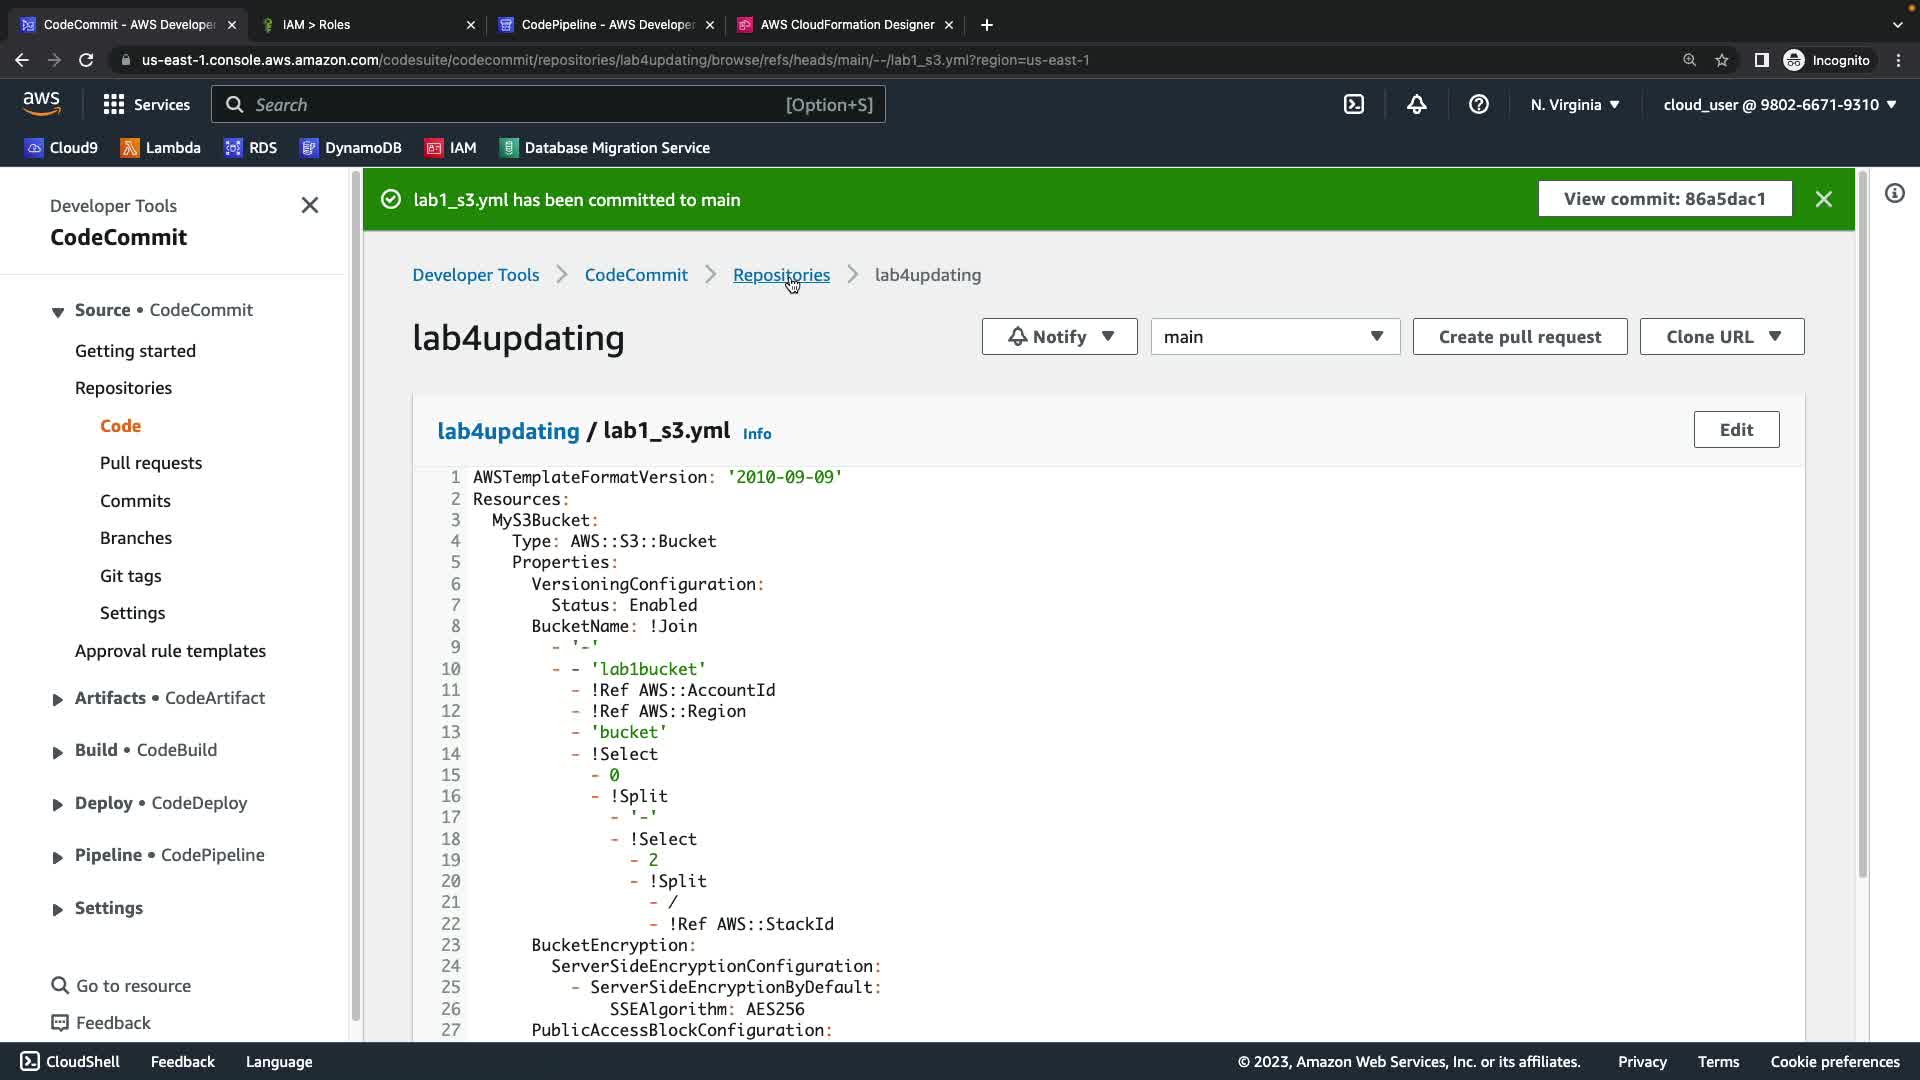 CodeCommit - AWS Developer
IAM > Roles
CodePipeline - AWS Developer
AWS CloudFormation Designer
us-east-1.console.aws.amazon.com/codesuite/codecommit/repositories/lab4updating/browse/refs/heads/main/--/lab1_s3.yml?region=us-east-1
Incognito
aws
Services
Search
[Option+S]
N. Virginia
cloud_user @ 9802-6671-9310
Cloud9
Lambda
RDS
DynamoDB
IAM
Database Migration Service
Developer Tools
CodeCommit
Source • CodeCommit
Getting started
Repositories
Code
Pull requests
Commits
Branches
Git tags
Settings
Approval rule templates
Artifacts • CodeArtifact
Build • CodeBuild
Deploy • CodeDeploy
Pipeline • CodePipeline
Settings
Go to resource
Feedback
lab1_s3.yml has been committed to main
View commit: 86a5dac1
Developer Tools > CodeCommit > Repositories > lab4updating
lab4updating
Notify
main
Create pull request
Clone URL
lab4updating / lab1_s3.yml Info
Edit
1 AWSTemplateFormatVersion: '2010-09-09'
2 Resources:
3 MyS3Bucket:
4 Type: AWS::S3::Bucket
5 Properties:
6 VersioningConfiguration:
7 Status: Enabled
8 BucketName: !Join
9 - '-'
10 - - 'lab1bucket'
11 - !Ref AWS::AccountId
12 - !Ref AWS::Region
13 - 'bucket'
14 - !Select
15 - 0
16 - !Split
17 - '-'
18 - !Select
19 - 2
20 - !Split
21 - /
22 - !Ref AWS::StackId
23 BucketEncryption:
24 ServerSideEncryptionConfiguration:
25 - ServerSideEncryptionByDefault:
26 SSEAlgorithm: AES256
27 PublicAccessBlockConfiguration:
CloudShell
Feedback
Language
© 2023, Amazon Web Services, Inc. or its affiliates.
Privacy
Terms
Cookie preferences